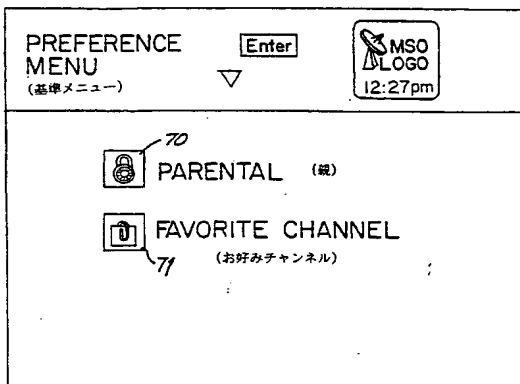 PREFERENCE
MENU
(基準メニュー)
Enter
MSO
LOGO
12:27pm
70
PARENTAL (親)
FAVORITE CHANNEL
(お好みチャンネル)
71